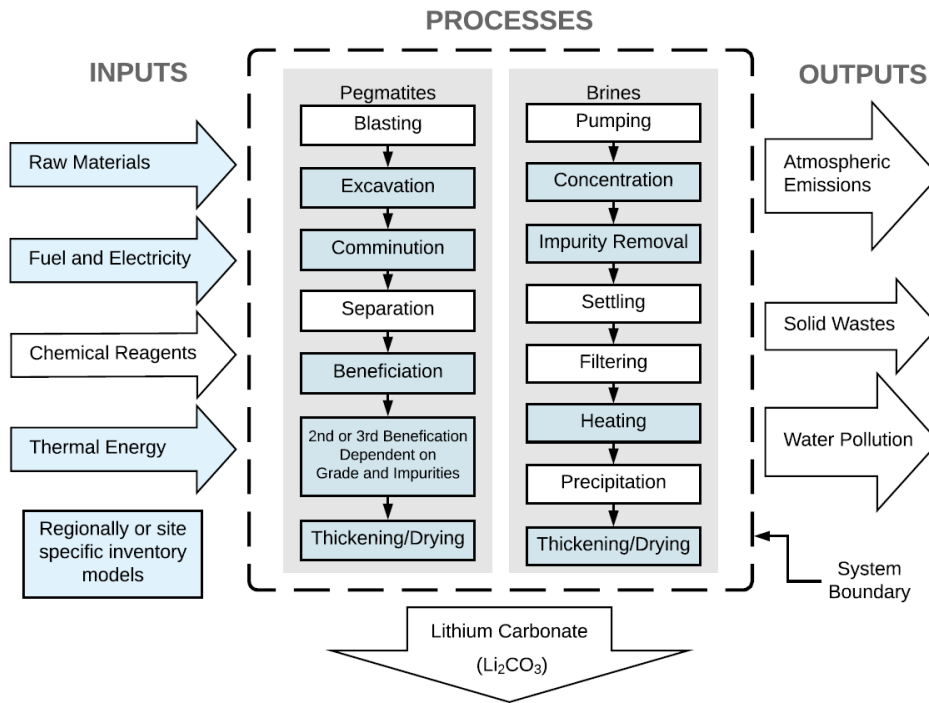 PROCESSES
INPUTS
OUTPUTS
Raw Materials
Fuel and Electricity
Chemical Reagents
Thermal Energy
Regionally or site
specific inventory
models
Pegmatites
Blasting
Excavation
Comminution
Separation
Beneficiation
2nd or 3rd Benefication
Dependent on
Grade and Impurities
Thickening/Drying
Brines
Pumping
Concentration
Impurity Removal
Settling
Filtering
Heating
Precipitation
Thickening/Drying
Atmospheric
Emissions
Solid Wastes
Water Pollution
System
Boundary
Lithium Carbonate
(Li₂CO₃)